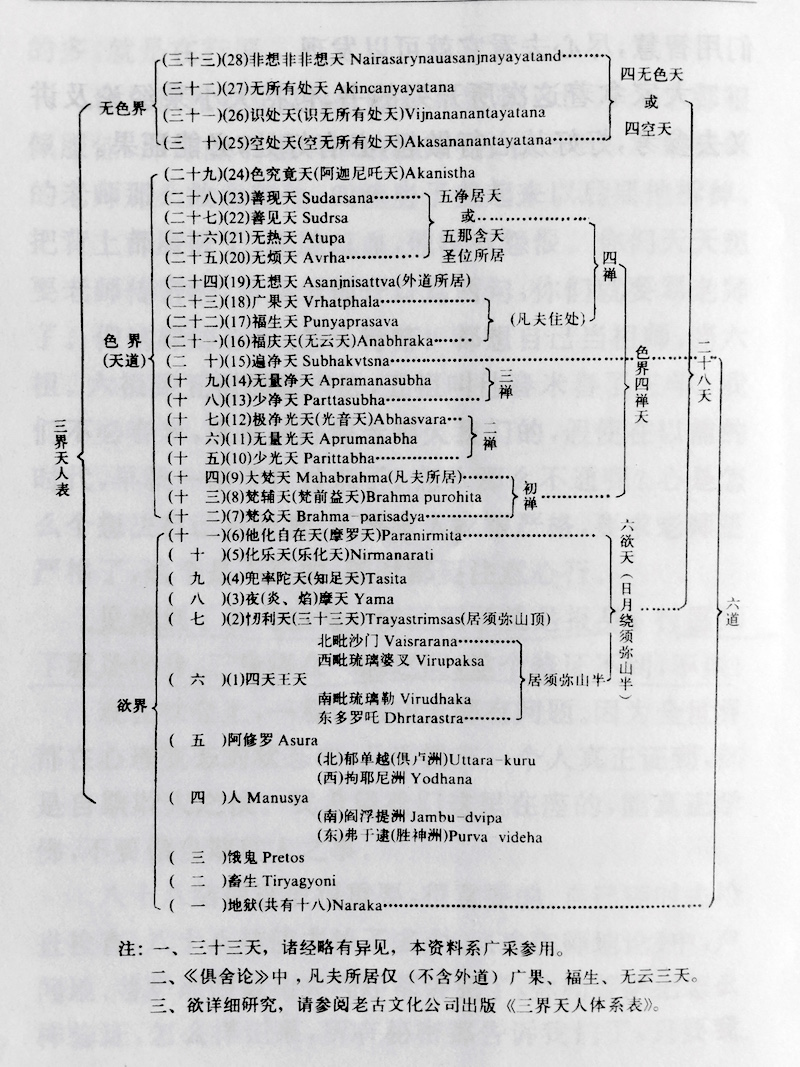 (三十三)(28)非想非非想天 Nairasarynauasanjnayayatand
四无色天
(三十二)(27)无所有处天 Akincanyayatana
无色界
或
(三十一)(26)识处天(识无所有处天)Vijnananantayatana
四空天
(三 十)(25)空处天(空无所有处天)Akasananantayatana
(二十九)(24)色究竟天(阿迦尼吒天)Akanistha
(二十八)(23)善现天 Sudarsana
五净居天
(二十七)(22)善见天 Sudrsa
或
(二十六)(21)无热天 Atupa
五那含天
(二十五)(20)无烦天 Avrha
圣位所居
四禅
(二十四)(19)无想天 Asanjnisattva(外道所居)
(二十三)(18)广果天 Vrhatphala
(二十二)(17)福生天 Punyaprasava
(凡夫住处)
(二十一)(16)福庆天(无云天)Anabhraka
色界
(天道)
(二 十)(15)遍净天 Subhakvtsna
色界四禅天
二十八天
(十 九)(14)无量净天 Apramanasubha
三禅
(十 八)(13)少净天 Parttasubha
(十 七)(12)极净光天(光音天)Abhasvara
三界天人表
(十 六)(11)无量光天 Aprumanabha
二禅
(十 五)(10)少光天 Parittabha
(十 四)(9)大梵天 Mahabrahma(凡夫所居)
(十 三)(8)梵辅天(梵前益天)Brahma purohita
初禅
(十 二)(7)梵众天 Brahma-parisadya
(十 一)(6)他化自在天(摩罗天)Paranirmita
六欲天(日月绕须弥山半)
( 十 )(5)化乐天(乐化天)Nirmanarati
( 九 )(4)兜率陀天(知足天)Tasita
( 八 )(3)夜(炎、焰)摩天 Yama
六道
( 七 )(2)忉利天(三十三天)Trayastrimsas(居须弥山顶)
北毗沙门 Vaisrarana
西毗琉璃婆叉 Virupaksa
( 六 )(1)四天王天
居须弥山半
南毗琉璃勒 Virudhaka
欲界
东多罗吒 Dhrtarastra
( 五 )阿修罗 Asura
(北)郁单越(俱卢洲)Uttara-kuru
(西)拘耶尼洲 Yodhana
( 四 )人 Manusya
(南)阎浮提洲 Jambu-dvipa
(东)弗于逮(胜神洲)Purva videha
( 三 )饿鬼 Pretos
( 二 )畜生 Tiryagyoni
( 一 )地狱(共有十八)Naraka
注：一、三十三天，诸经略有异见，本资料系广采参用。
二、《俱舍论》中，凡夫所居仅（不含外道）广果、福生、无云三天。
三、欲详细研究，请参阅老古文化公司出版《三界天人体系表》。